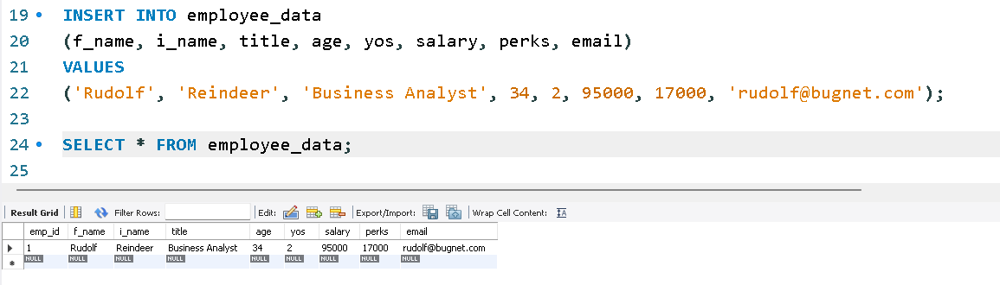 19 INSERT INTO employee_data
20 (f_name, i_name, title, age, yos, salary, perks, email)
21 VALUES
22 ('Rudolf', 'Reindeer', 'Business Analyst', 34, 2, 95000, 17000, 'rudolf@bugnet.com');
23
24 SELECT * FROM employee_data;
25
Result Grid Filter Rows: Edit: Export/Import: Wrap Cell Content: IA
emp_id f_name i_name title age yos salary perks email
1 Rudolf Reindeer Business Analyst 34 2 95000 17000 rudolf@bugnet.com
NULL NULL NULL NULL NULL NULL NULL NULL NULL